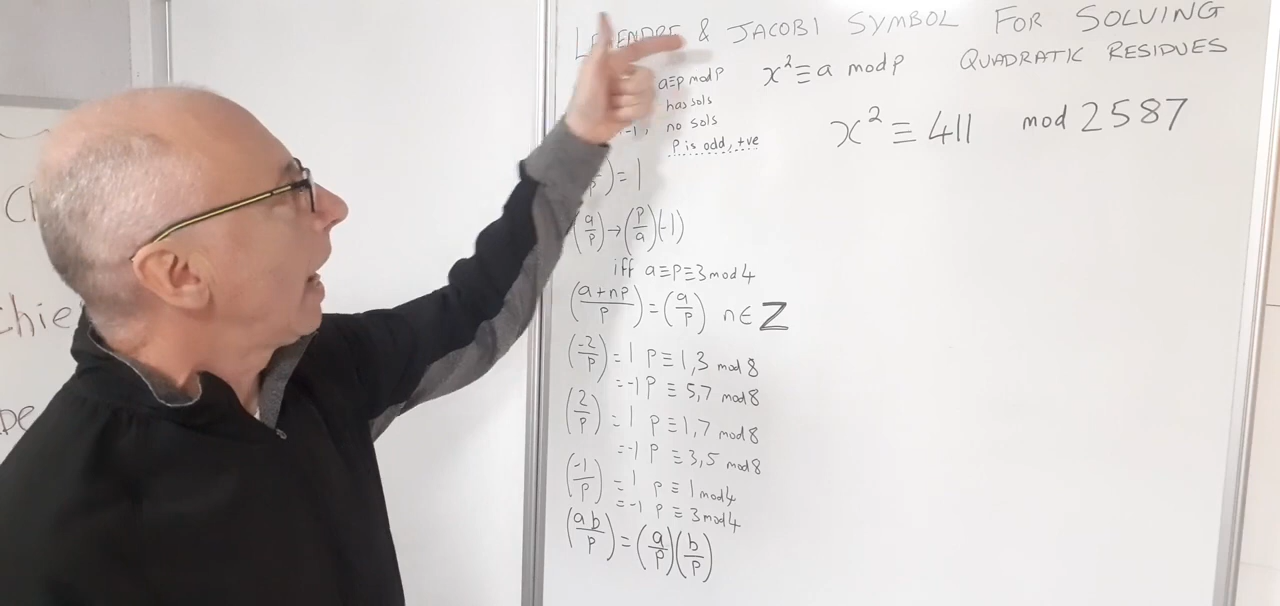 & JACOBI SYMBOL FOR SOLVING
QUADRATIC RESIDUES
x² ≡ a mod p
a≡p mod p
has sols
-1, no sols
P is odd, +ve
x² ≡ 411 mod 2587
) = 1
(a/p) → (p/a)(-1)
iff a ≡ p ≡ 3 mod 4
((a+np)/p) = (a/p) n ∈ Z
(-2/p) = 1 P ≡ 1,3 mod 8
= -1 P ≡ 5,7 mod 8
(2/p) = 1 P ≡ 1,7 mod 8
= -1 P ≡ 3,5 mod 8
(-1/p) = 1 P ≡ 1 mod 4
= -1 P ≡ 3 mod 4
(ab/p) = (a/p)(b/p)
Chie